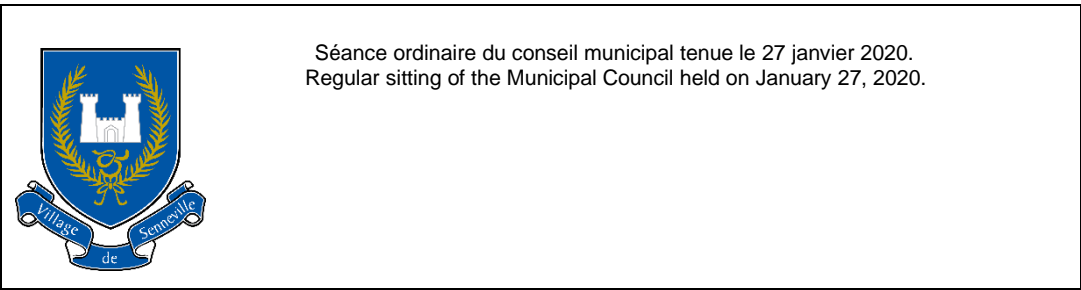 Séance ordinaire du conseil municipal tenue le 27 janvier 2020.
Regular sitting of the Municipal Council held on January 27, 2020.
Village
de
Senneville